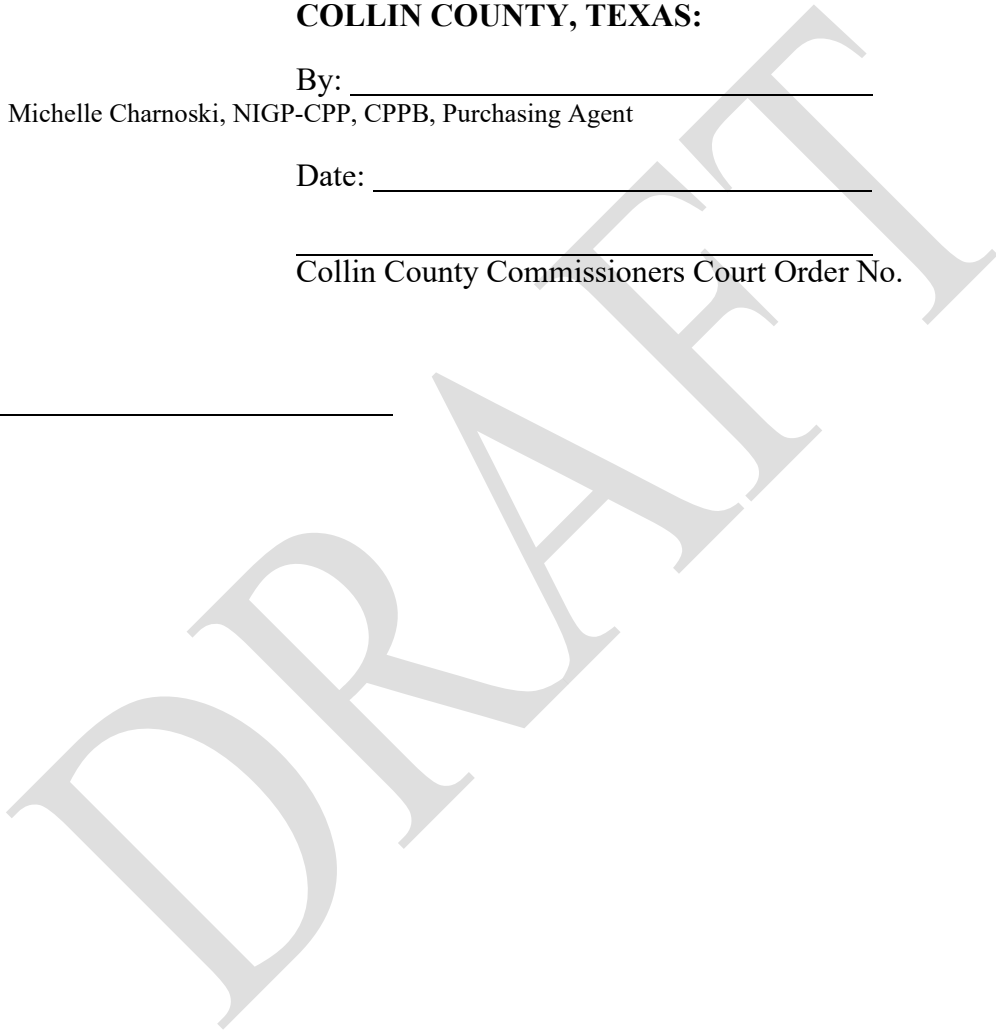 COLLIN COUNTY, TEXAS:
By:
Michelle Charnoski, NIGP-CPP, CPPB, Purchasing Agent
Date:
Collin County Commissioners Court Order No.
DRAFT